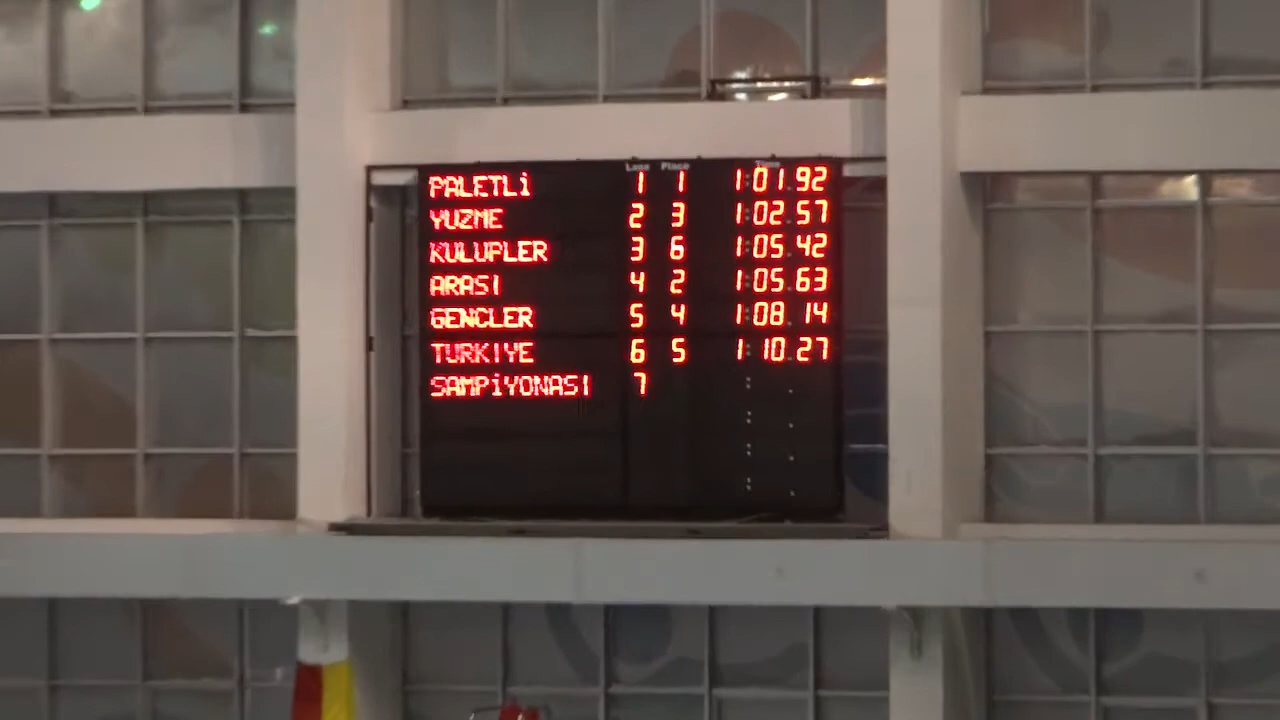 Lane Place Time
PALETLİ 1 1 1:01.92
YUZME 2 3 1:02.57
KULUPLER 3 6 1:05.42
ARASI 4 2 1:05.63
GENCLER 5 4 1:08.14
TURKIYE 6 5 1:10.27
SAMPİYONASI 7 : .